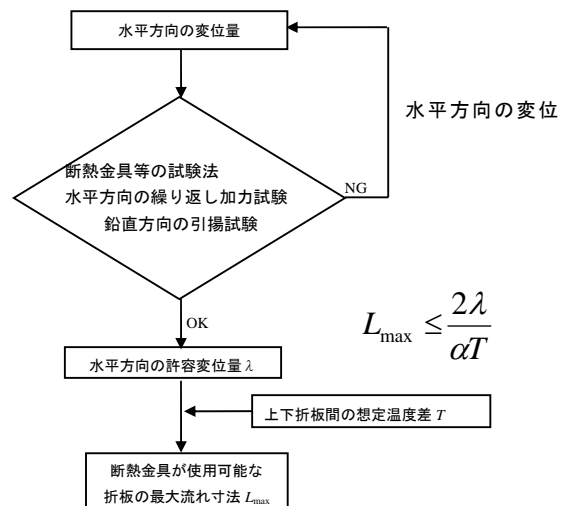 水平方向の変位量
水平方向の変位
断熱金具等の試験法
水平方向の繰り返し加力試験
鉛直方向の引揚試験
NG
OK
L_max ≤ 2λ/αT
水平方向の許容変位量 λ
上下折板間の想定温度差 T
断熱金具が使用可能な
折板の最大流れ寸法 L_max